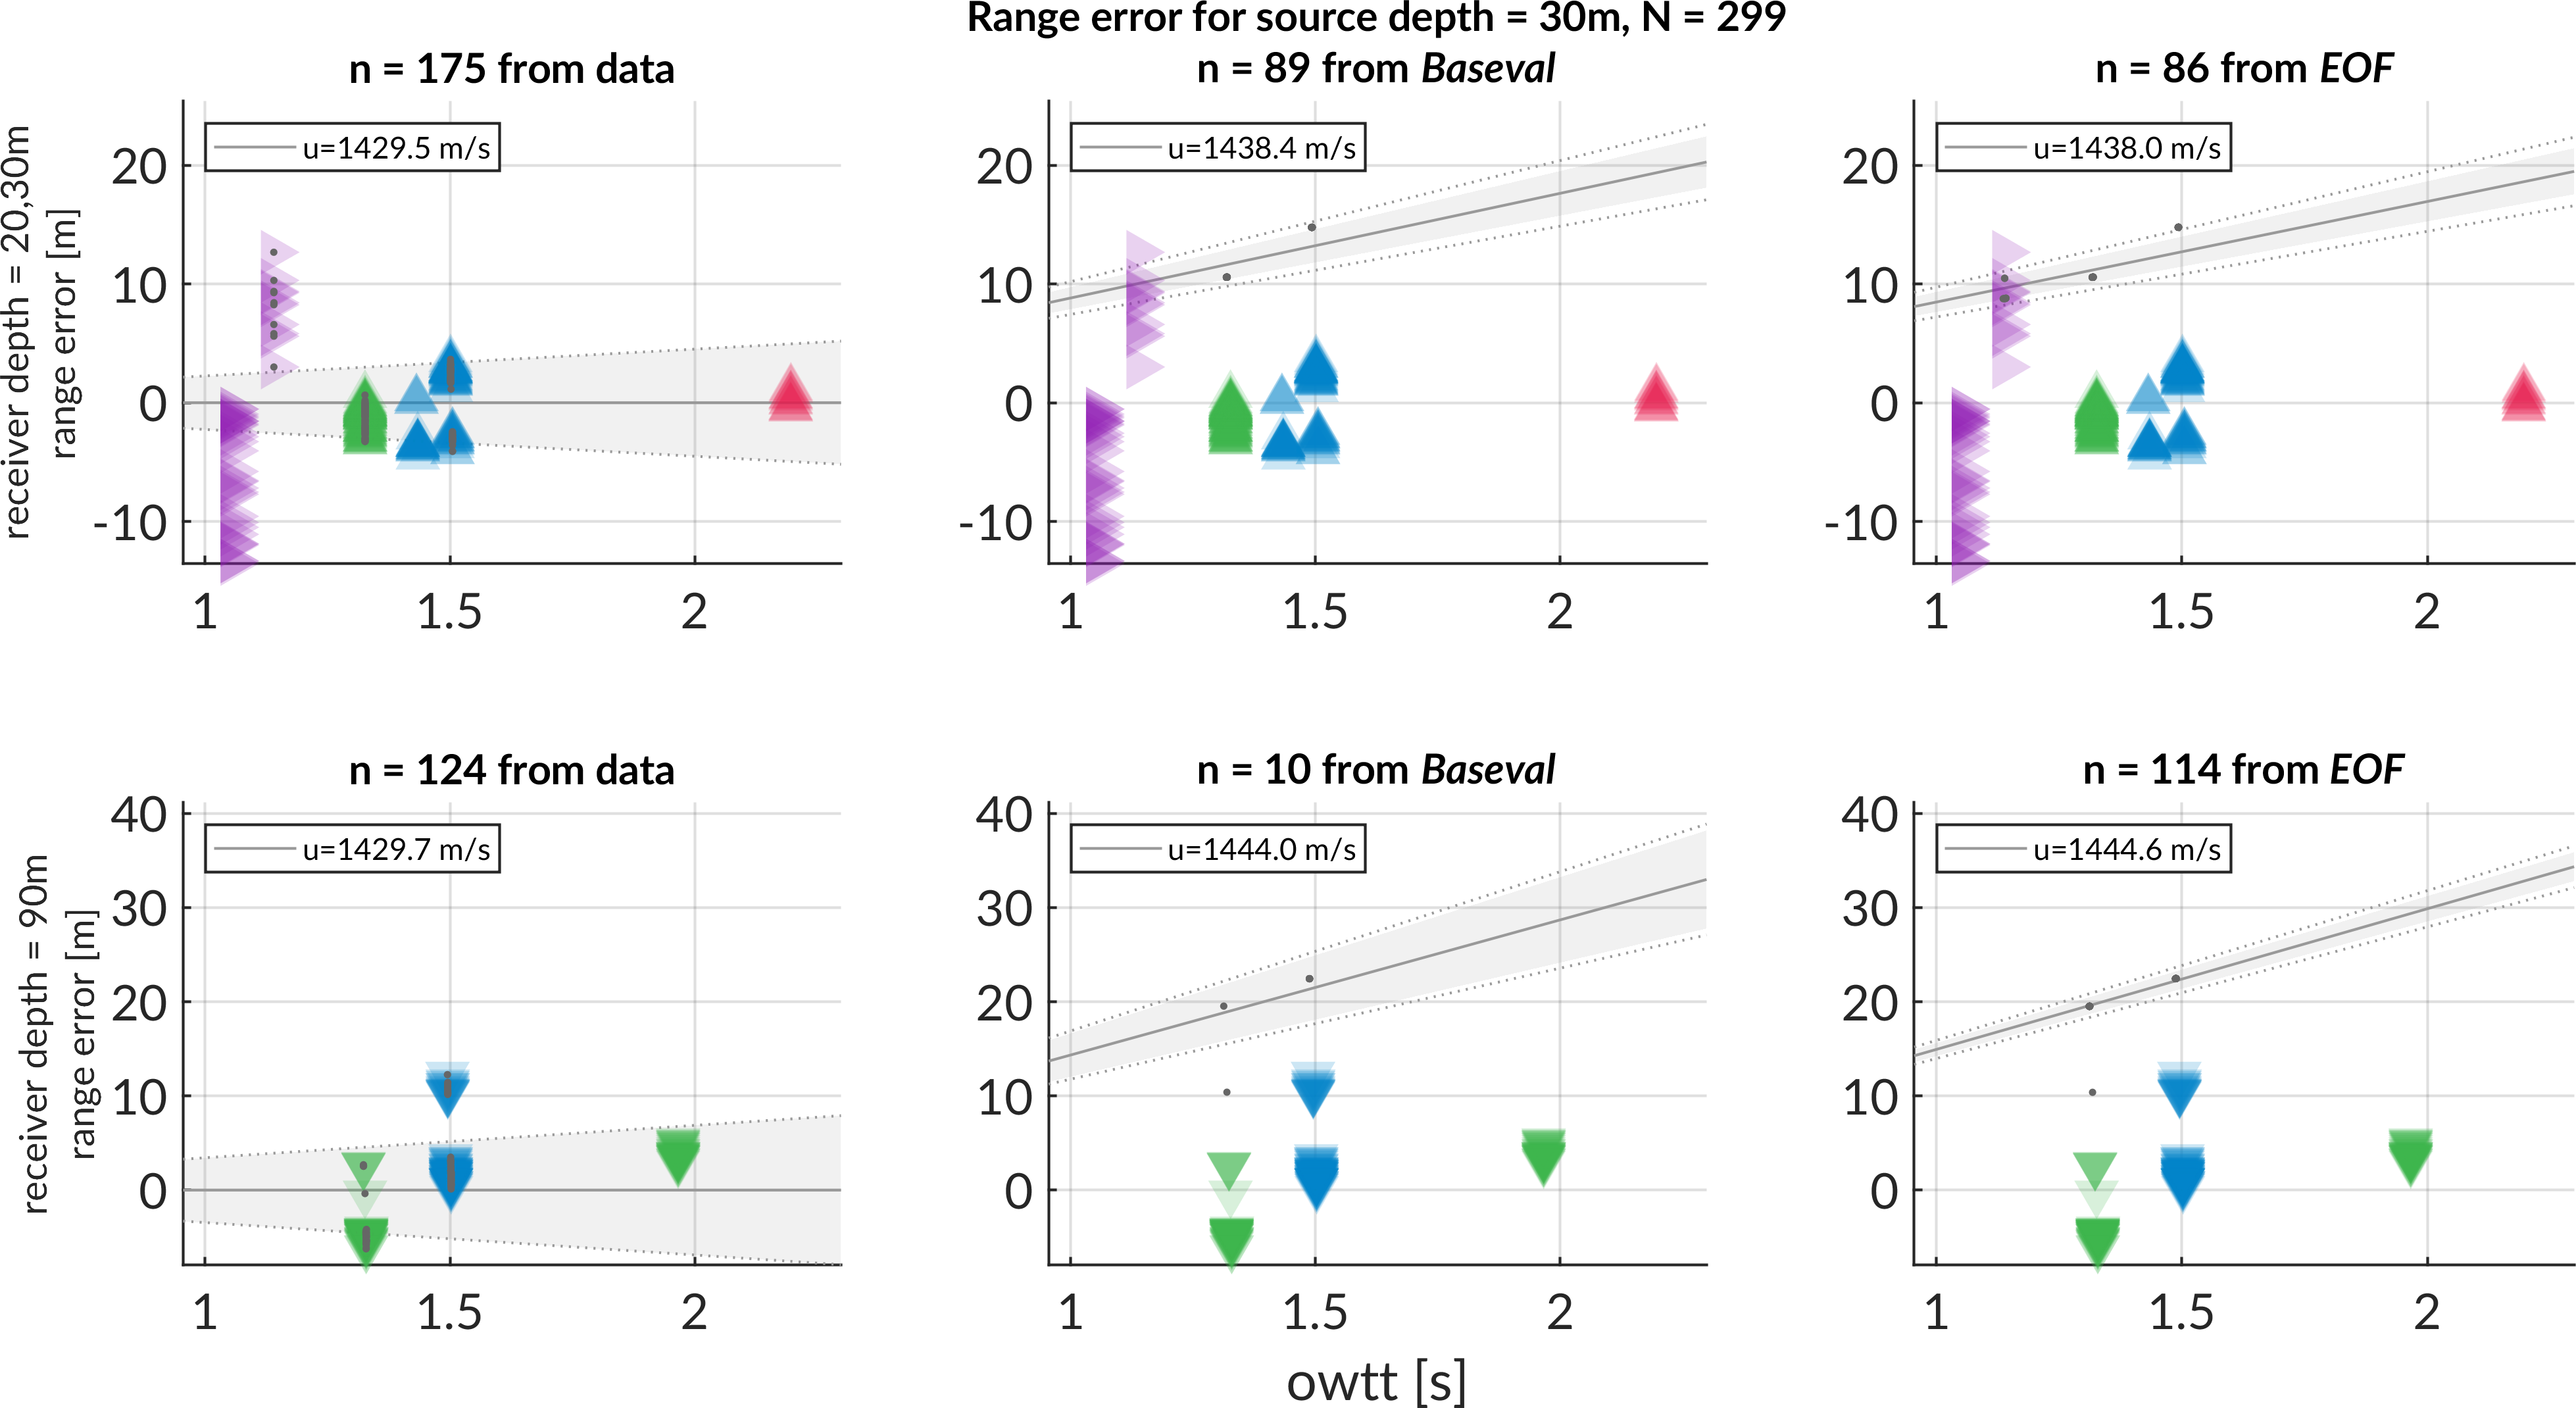 Range error for source depth = 30m, N = 299
n = 175 from data
n = 89 from Baseval
n = 86 from EOF
receiver depth = 20,30m
range error [m]
u=1429.5 m/s
20
10
0
-10
1 1.5 2
u=1438.4 m/s
20
10
0
-10
1 1.5 2
u=1438.0 m/s
20
10
0
-10
1 1.5 2
n = 124 from data
n = 10 from Baseval
n = 114 from EOF
receiver depth = 90m
range error [m]
u=1429.7 m/s
40
30
20
10
0
1 1.5 2
u=1444.0 m/s
40
30
20
10
0
1 1.5 2
u=1444.6 m/s
40
30
20
10
0
1 1.5 2
owtt [s]